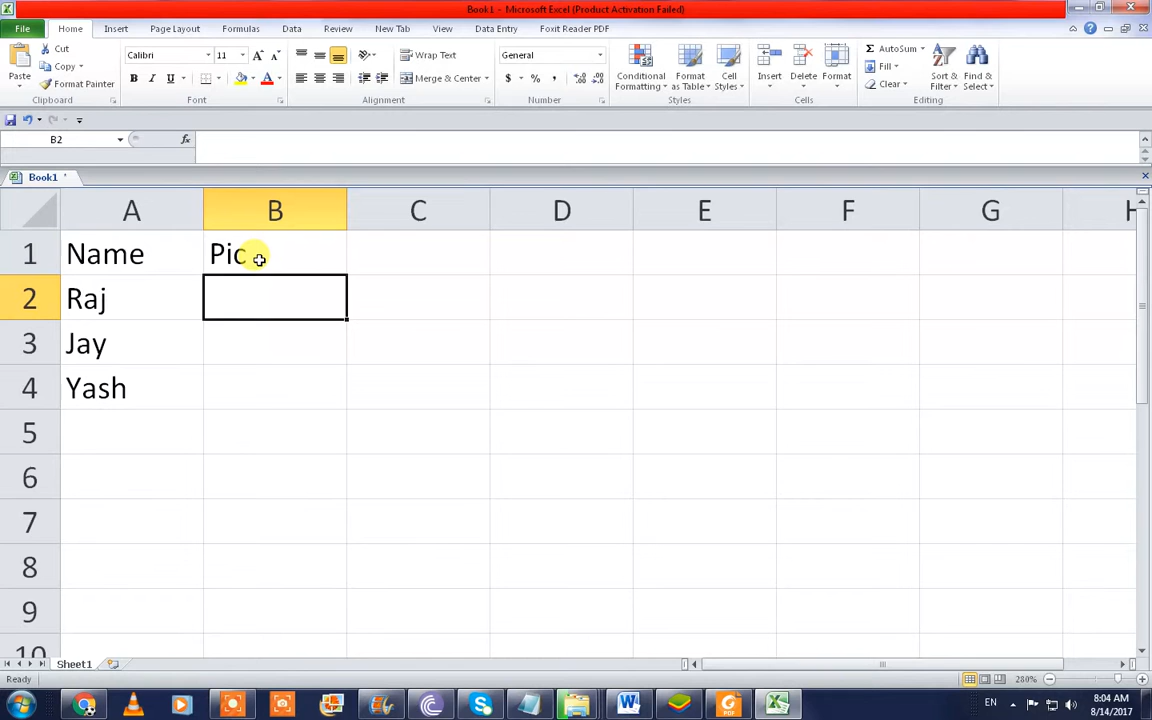 Book1 - Microsoft Excel (Product Activation Failed)
File Home Insert Page Layout Formulas Data Review View New Tab Data Entry Foxit Reader PDF
Cut
Copy
Format Painter
Paste
Clipboard
Calibri 11
B I U A
Font
Wrap Text
Merge & Center
Alignment
General
$ % ,
Number
Conditional Formatting
Format as Table
Cell Styles
Styles
Insert Delete Format
Cells
AutoSum
Fill
Clear
Sort & Filter
Find & Select
Editing
B2 fx
Book1 *
A B C D E F G H
1 Name Pic
2 Raj
3 Jay
4 Yash
5
6
7
8
9
10
Sheet1
Ready 280%
EN 8:04 AM
8/14/2017